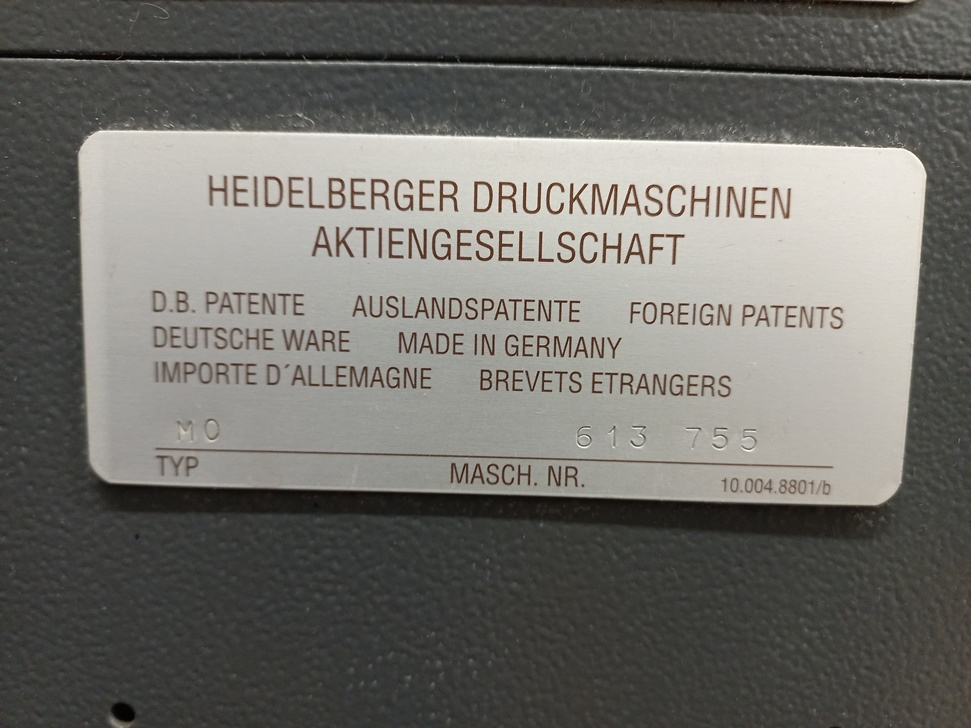 HEIDELBERGER DRUCKMASCHINEN
AKTIENGESELLSCHAFT
D.B. PATENTE AUSLANDSPATENTE FOREIGN PATENTS
DEUTSCHE WARE MADE IN GERMANY
IMPORTE D´ALLEMAGNE BREVETS ETRANGERS
MO 613 755
TYP MASCH. NR. 10.004.8801/b